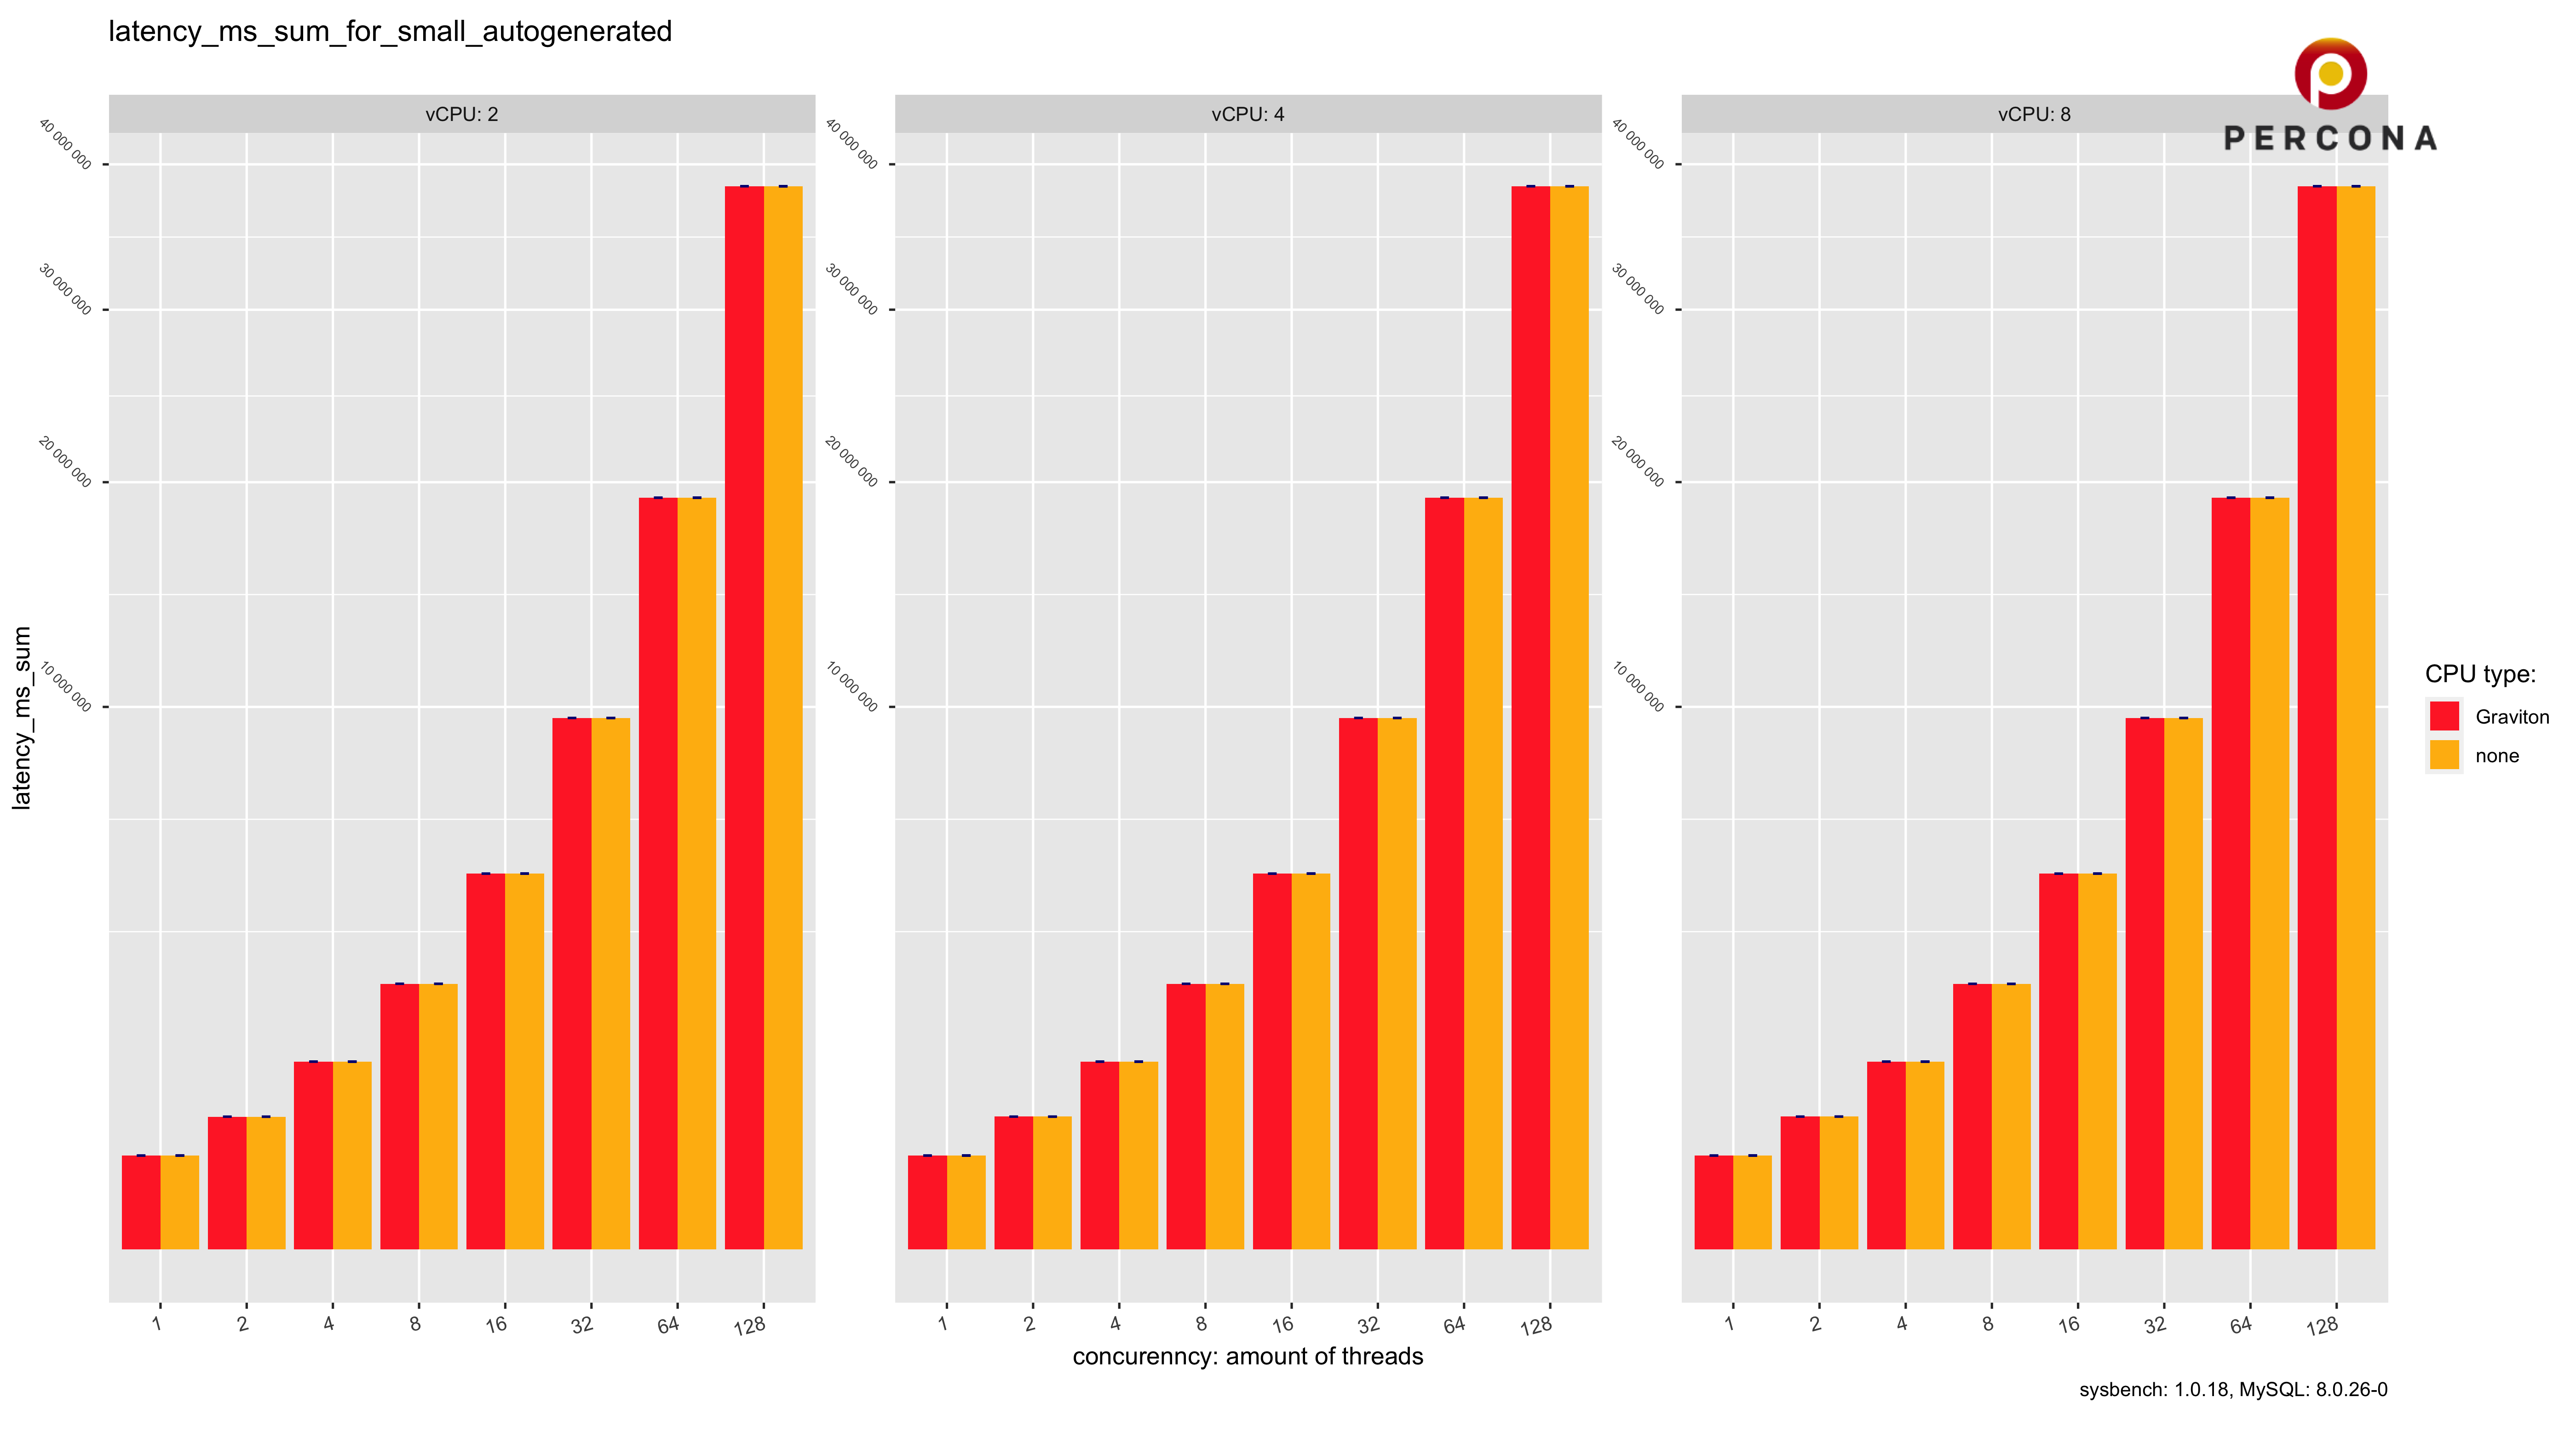 latency_ms_sum_for_small_autogenerated
PERCONA
vCPU: 2
vCPU: 4
vCPU: 8
latency_ms_sum
40 000 000
30 000 000
20 000 000
10 000 000
40 000 000
30 000 000
20 000 000
10 000 000
40 000 000
30 000 000
20 000 000
10 000 000
CPU type:
Graviton
none
1 2 4 8 16 32 64 128
1 2 4 8 16 32 64 128
1 2 4 8 16 32 64 128
concurenncy: amount of threads
sysbench: 1.0.18, MySQL: 8.0.26-0